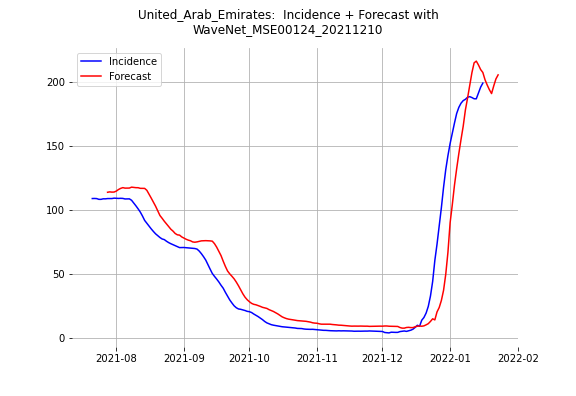 United_Arab_Emirates:  Incidence + Forecast with
WaveNet_MSE00124_20211210
Incidence
Forecast
200
150
100
50
0
2021-08 2021-09 2021-10 2021-11 2021-12 2022-01 2022-02